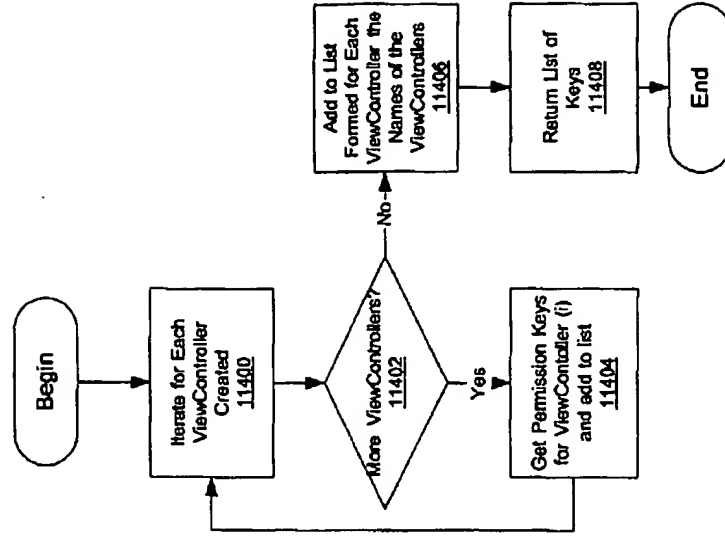 Begin
Iterate for Each
ViewController
Created
11400
More ViewControllers?
11402
Yes
Get Permission Keys
for ViewContoller (i)
and add to list
11404
No
Add to List
Formed for Each
ViewController the
Names of the
ViewControllers
11406
Return List of
Keys
11408
End